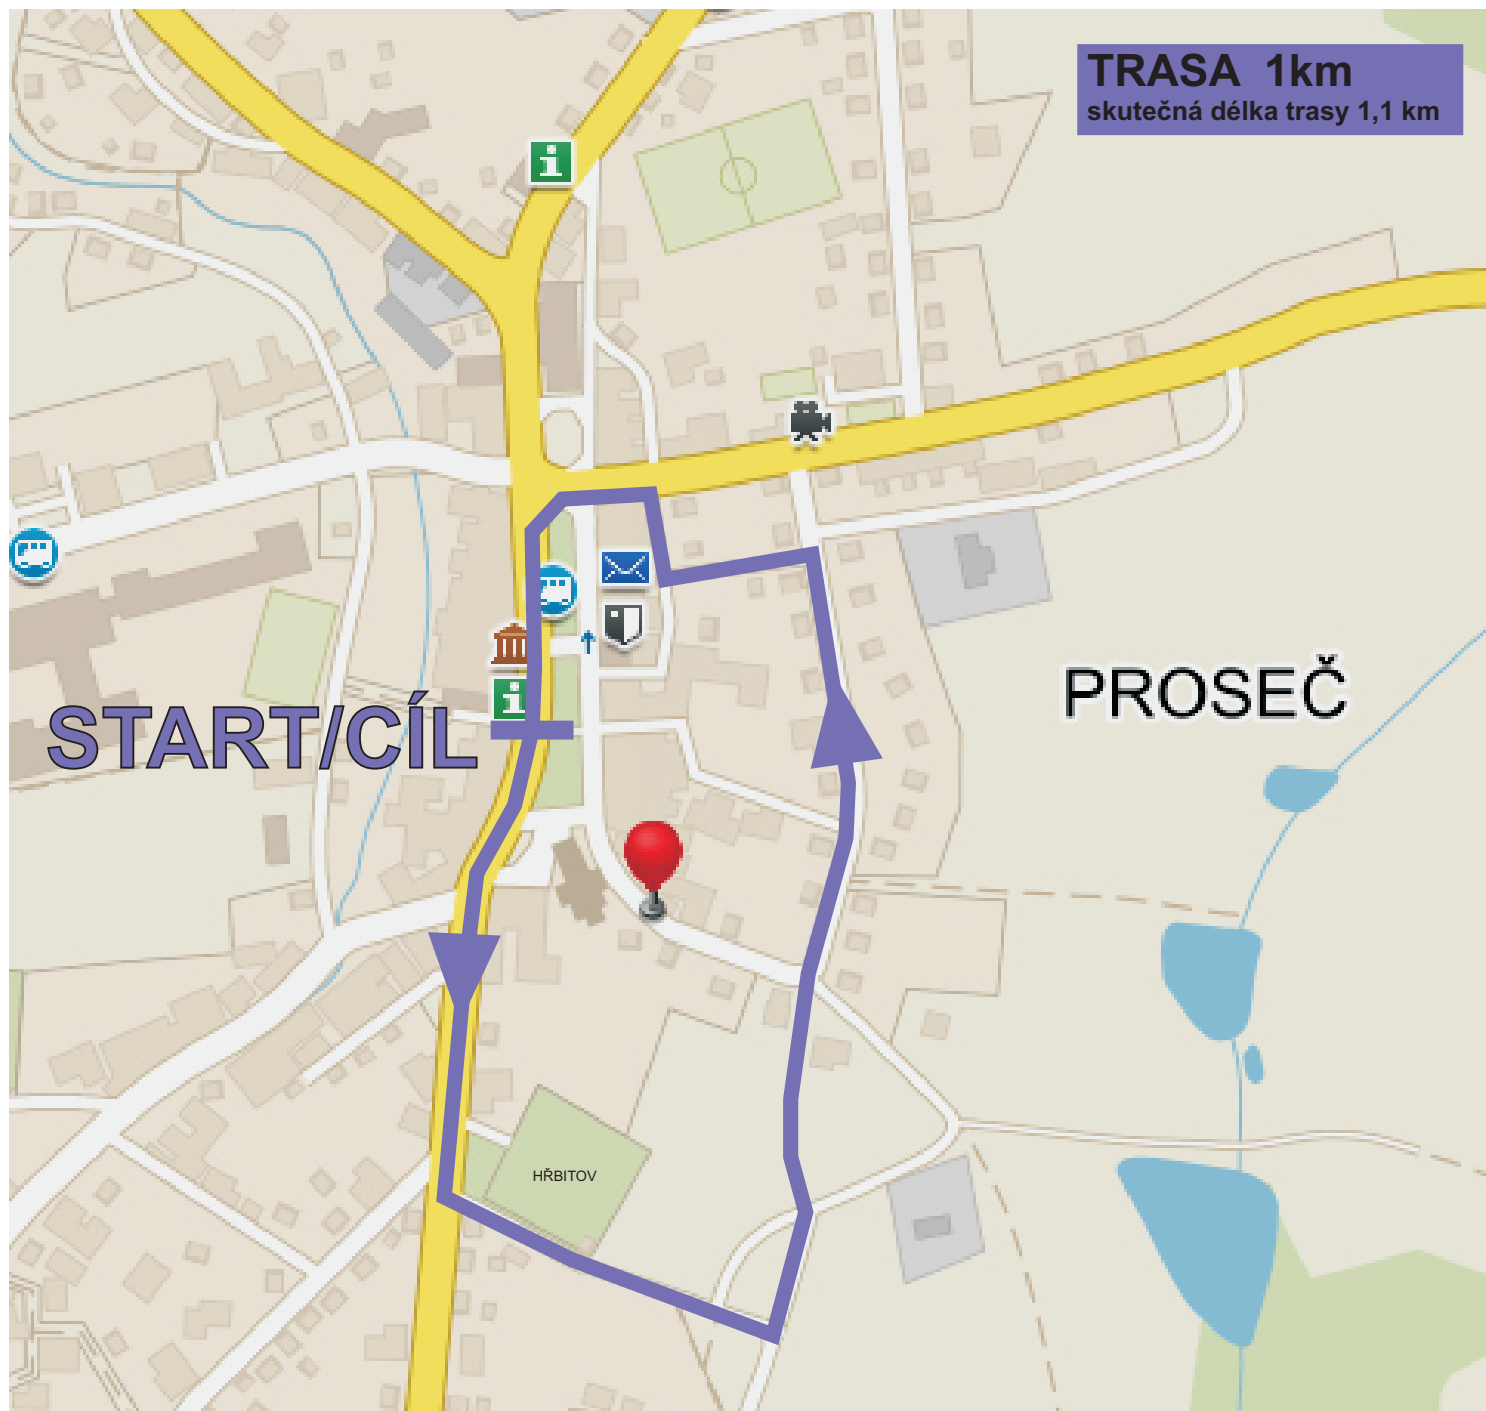 TRASA 1km
skutečná délka trasy 1,1 km
PROSEČ
START/CÍL
HŘBITOV